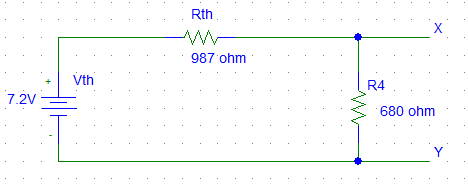 Rth
X
987 ohm
+
Vth
7.2V
R4
680 ohm
-
Y